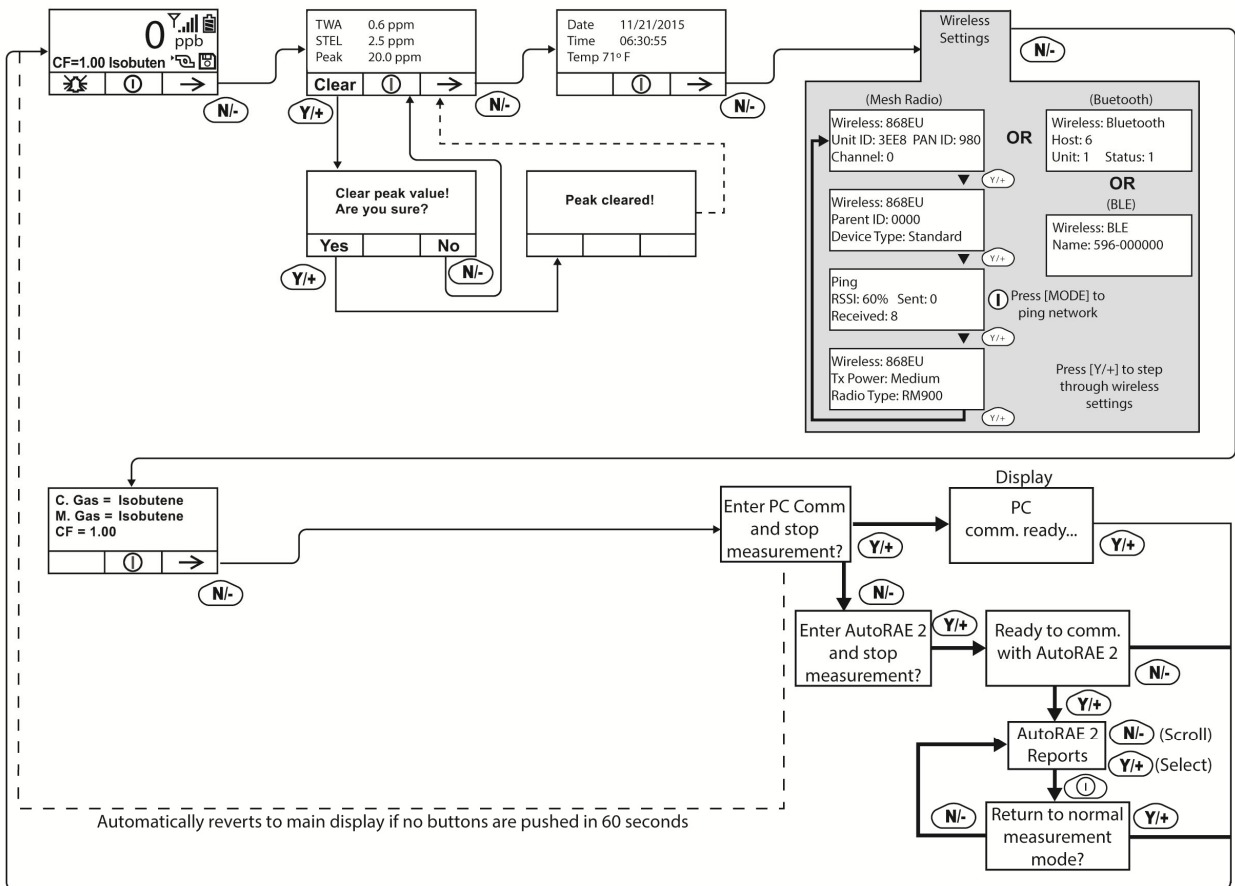 0
ppb
CF=1.00 Isobuten
N/-
TWA 0.6 ppm
STEL 2.5 ppm
Peak 20.0 ppm
Clear
Y/+
N/-
Date 11/21/2015
Time 06:30:55
Temp 71º F
N/-
Wireless
Settings
N/-
Clear peak value!
Are you sure?
Yes No
Y/+
N/-
Peak cleared!
(Mesh Radio)
Wireless: 868EU
Unit ID: 3EE8 PAN ID: 980
Channel: 0
Y/+
Wireless: 868EU
Parent ID: 0000
Device Type: Standard
Y/+
Ping
RSSI: 60% Sent: 0
Received: 8
Press [MODE] to
ping network
Y/+
Wireless: 868EU
Tx Power: Medium
Radio Type: RM900
Y/+
OR
(Buetooth)
Wireless: Bluetooth
Host: 6
Unit: 1 Status: 1
OR
(BLE)
Wireless: BLE
Name: 596-000000
Press [Y/+] to step
through wireless
settings
C. Gas = Isobutene
M. Gas = Isobutene
CF = 1.00
N/-
Enter PC Comm
and stop
measurement?
Y/+
N/-
Display
PC
comm. ready...
Y/+
Enter AutoRAE 2
and stop
measurement?
Y/+
Ready to comm.
with AutoRAE 2
N/-
Y/+
AutoRAE 2
Reports
N/- (Scroll)
Y/+ (Select)
Return to normal
measurement
mode?
N/-
Y/+
Automatically reverts to main display if no buttons are pushed in 60 seconds